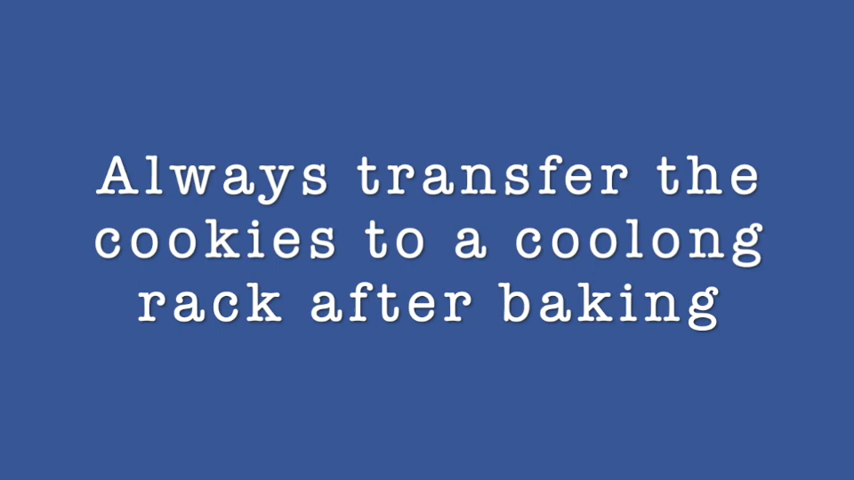 Always transfer the
cookies to a coolong
rack after baking